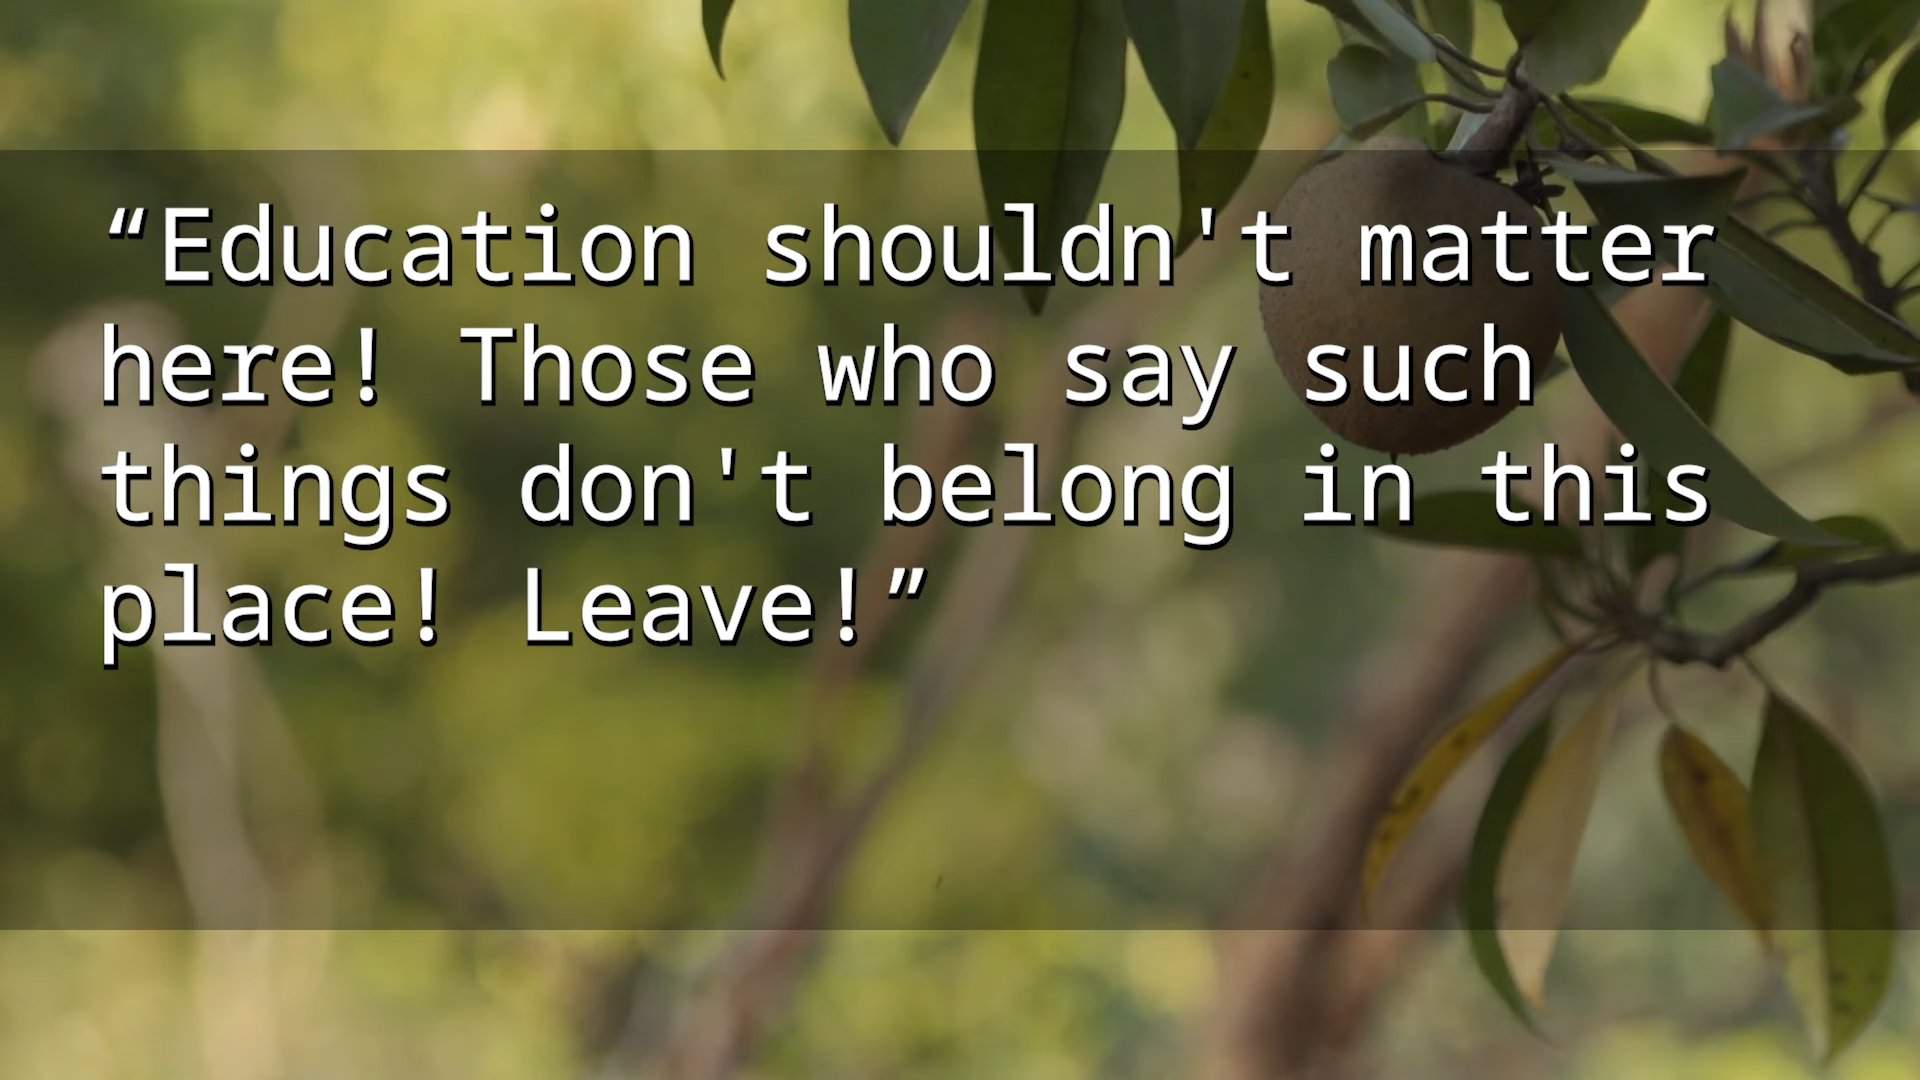 “Education shouldn't matter
here! Those who say such
things don't belong in this
place! Leave!”